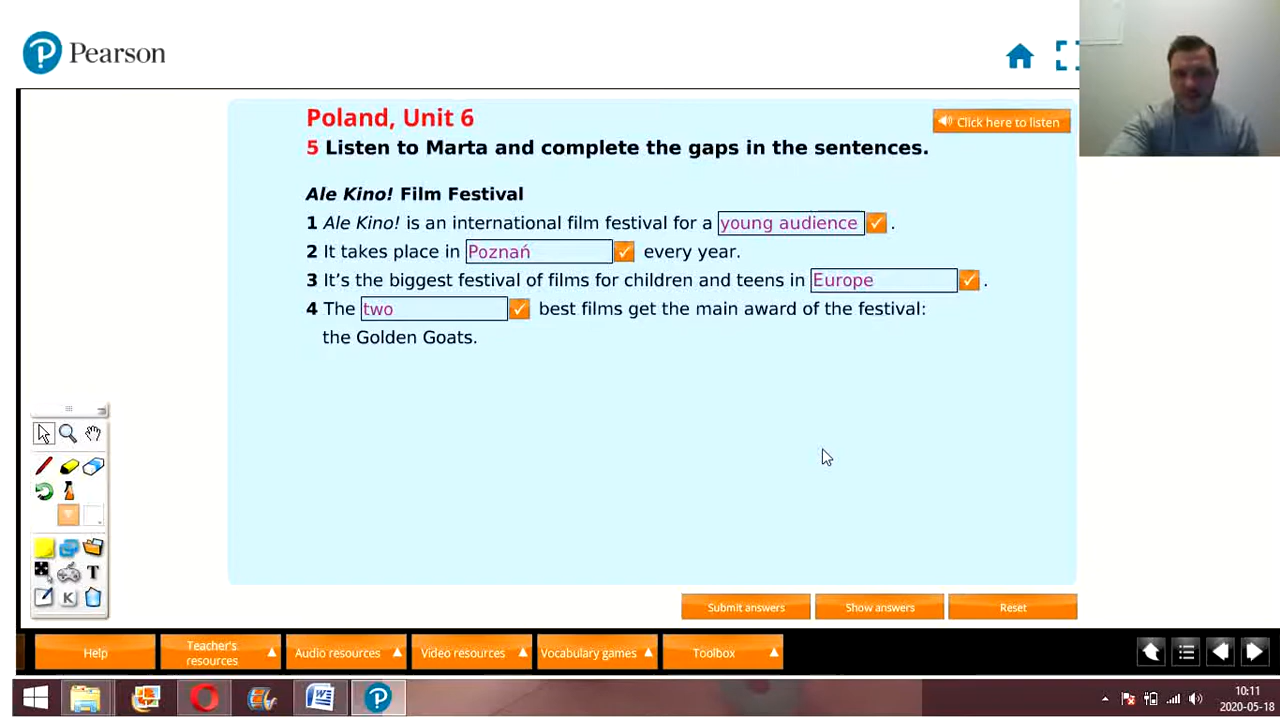 Pearson
Poland, Unit 6
Click here to listen
5 Listen to Marta and complete the gaps in the sentences.
Ale Kino! Film Festival
1 Ale Kino! is an international film festival for a young audience .
2 It takes place in Poznań every year.
3 It's the biggest festival of films for children and teens in Europe .
4 The two best films get the main award of the festival:
the Golden Goats.
T
K
Submit answers
Show answers
Reset
Help
Teacher's
resources
Audio resources
Video resources
Vocabulary games
Toolbox
10:11
2020-05-18